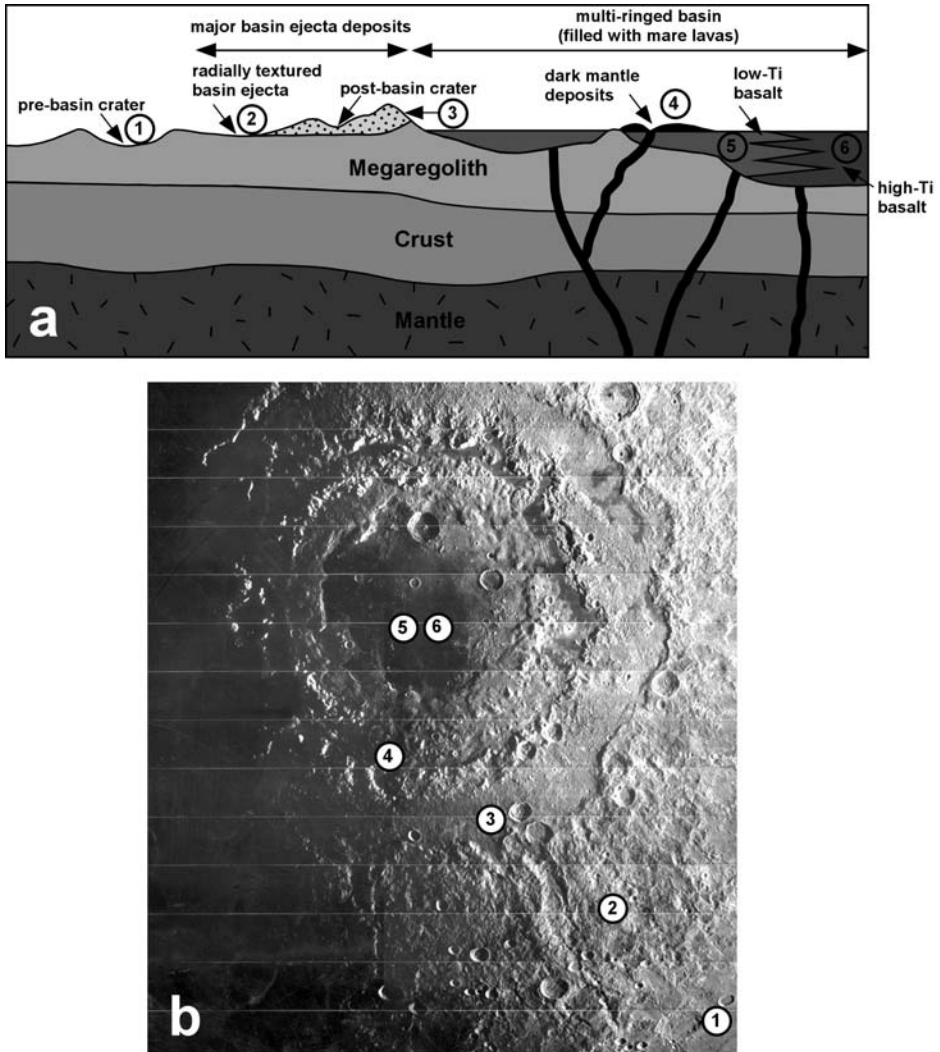 major basin ejecta deposits
multi-ringed basin
(filled with mare lavas)
radially textured
basin ejecta
post-basin crater
pre-basin crater
1
2
3
dark mantle
deposits
4
low-Ti
basalt
5
6
high-Ti
basalt
Megaregolith
Crust
Mantle
a
5
6
4
3
2
1
b